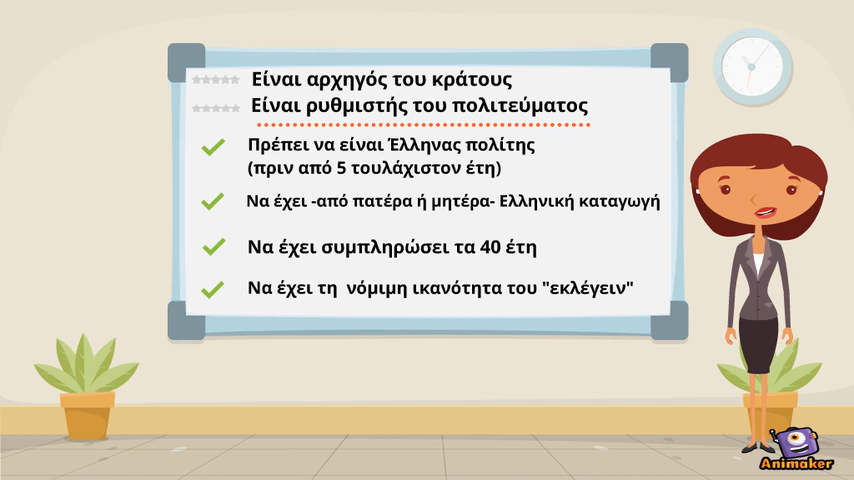 Είναι αρχηγός του κράτους
Είναι ρυθμιστής του πολιτεύματος
Πρέπει να είναι Έλληνας πολίτης
(πριν από 5 τουλάχιστον έτη)
Να έχει -από πατέρα ή μητέρα- Ελληνική καταγωγή
Να έχει συμπληρώσει τα 40 έτη
Να έχει τη νόμιμη ικανότητα του "εκλέγειν"
Animaker